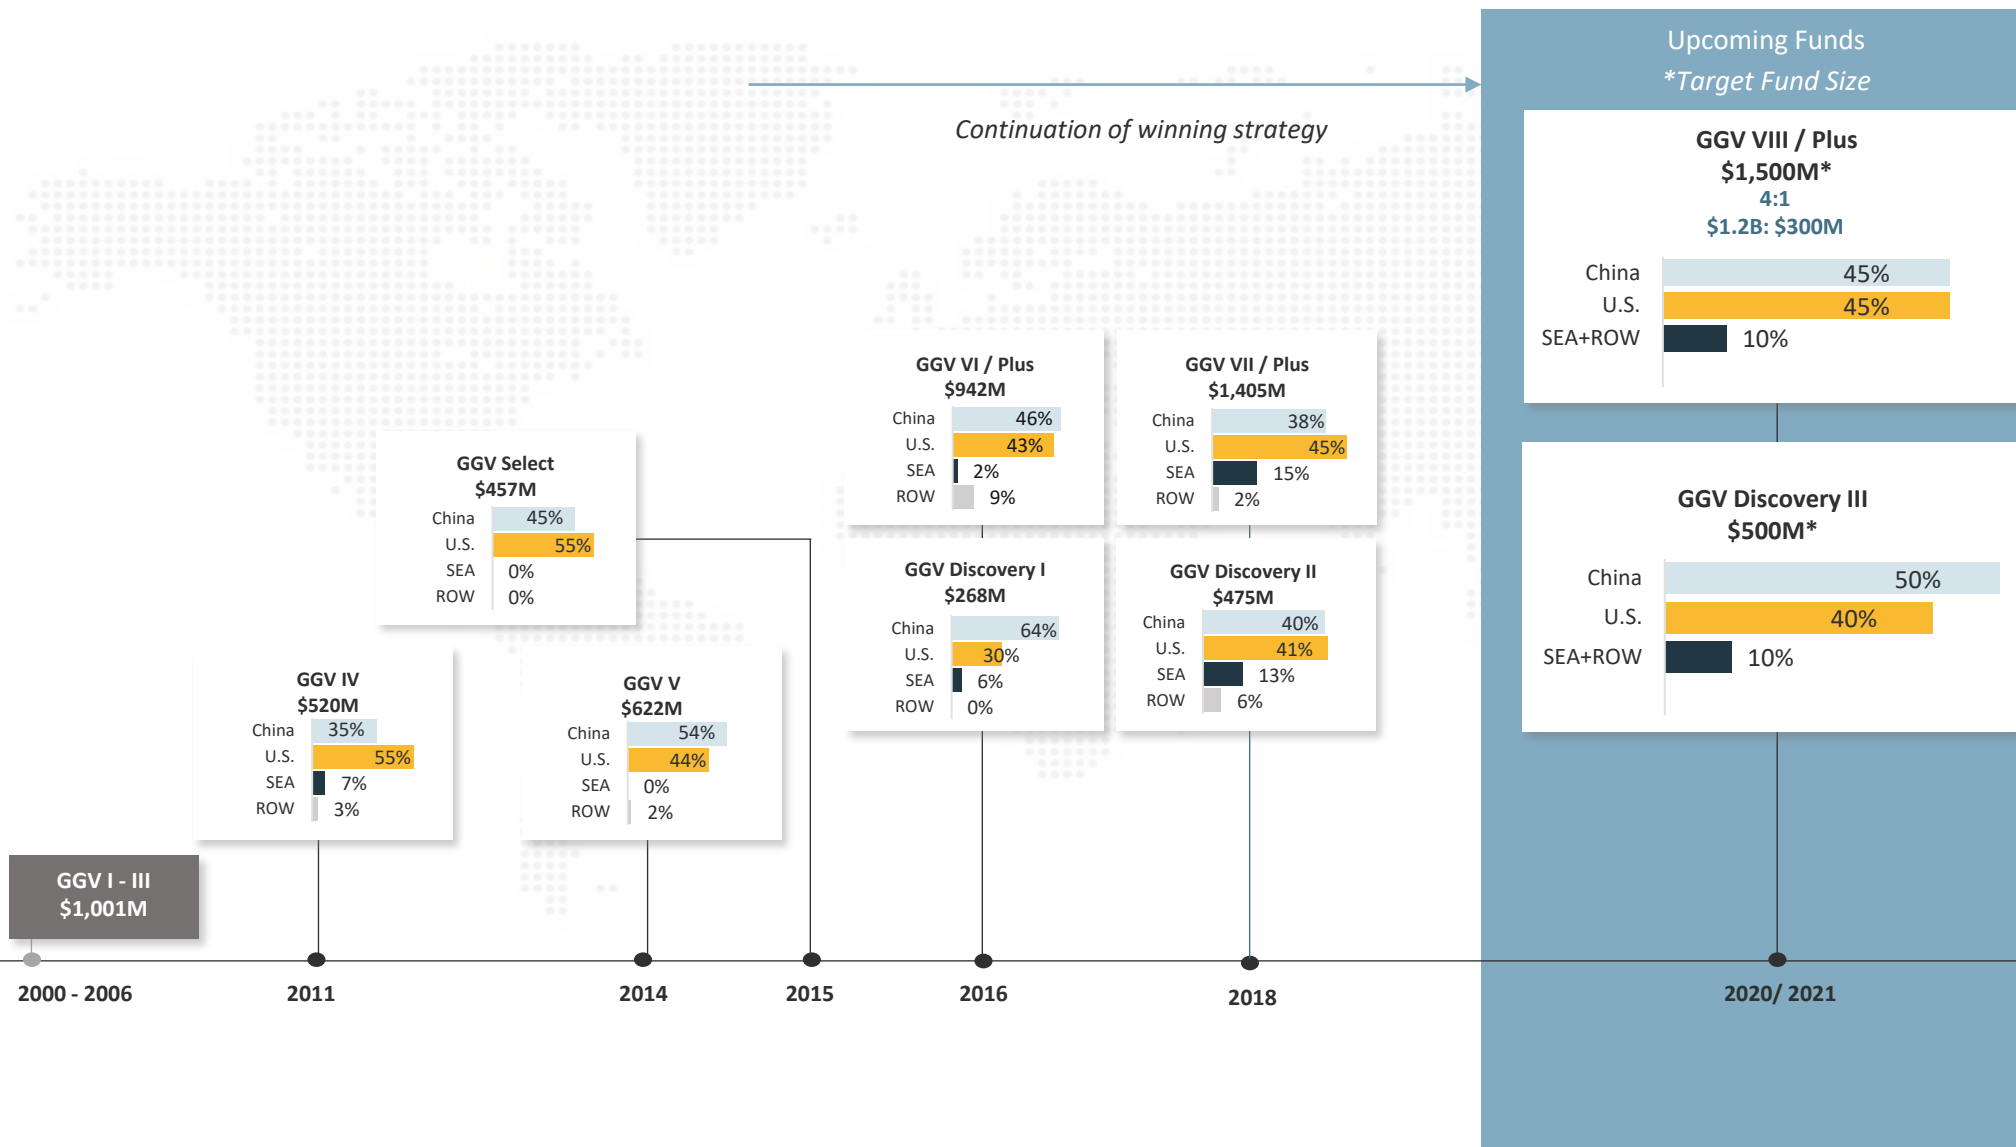 Upcoming Funds
*Target Fund Size
Continuation of winning strategy
GGV VIII / Plus
$1,500M*
4:1
$1.2B: $300M
China 45%
U.S. 45%
SEA+ROW 10%
GGV VI / Plus
$942M
China 46%
U.S. 43%
SEA 2%
ROW 9%
GGV VII / Plus
$1,405M
China 38%
U.S. 45%
SEA 15%
ROW 2%
GGV Select
$457M
China 45%
U.S. 55%
SEA 0%
ROW 0%
GGV Discovery III
$500M*
China 50%
U.S. 40%
SEA+ROW 10%
GGV Discovery I
$268M
China 64%
U.S. 30%
SEA 6%
ROW 0%
GGV Discovery II
$475M
China 40%
U.S. 41%
SEA 13%
ROW 6%
GGV IV
$520M
China 35%
U.S. 55%
SEA 7%
ROW 3%
GGV V
$622M
China 54%
U.S. 44%
SEA 0%
ROW 2%
GGV I - III
$1,001M
2000 - 2006 2011 2014 2015 2016 2018 2020/ 2021